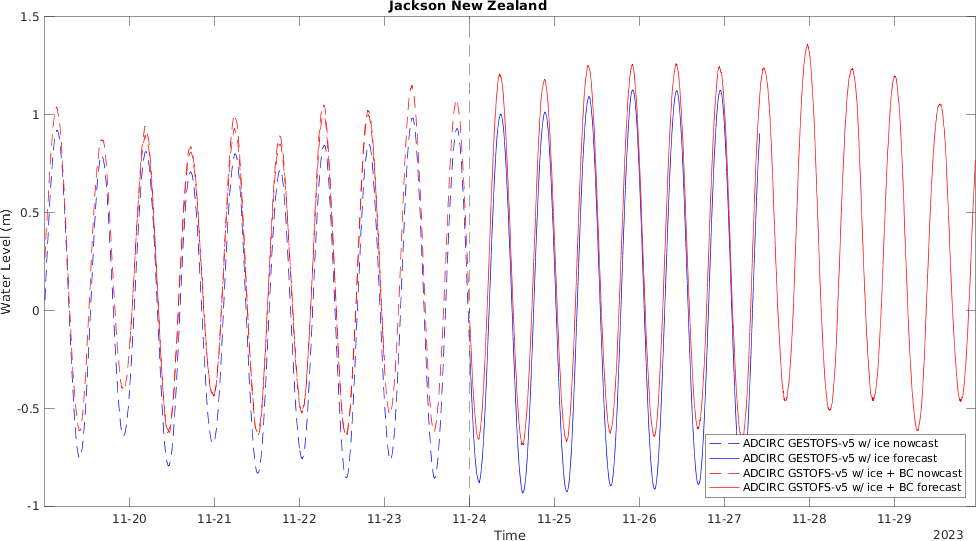 Jackson New Zealand
Water Level (m)
1.5
1
0.5
0
-0.5
-1
11-20 11-21 11-22 11-23 11-24 11-25 11-26 11-27 11-28 11-29
Time
2023
ADCIRC GESTOFS-v5 w/ ice nowcast
ADCIRC GESTOFS-v5 w/ ice forecast
ADCIRC GSTOFS-v5 w/ ice + BC nowcast
ADCIRC GSTOFS-v5 w/ ice + BC forecast